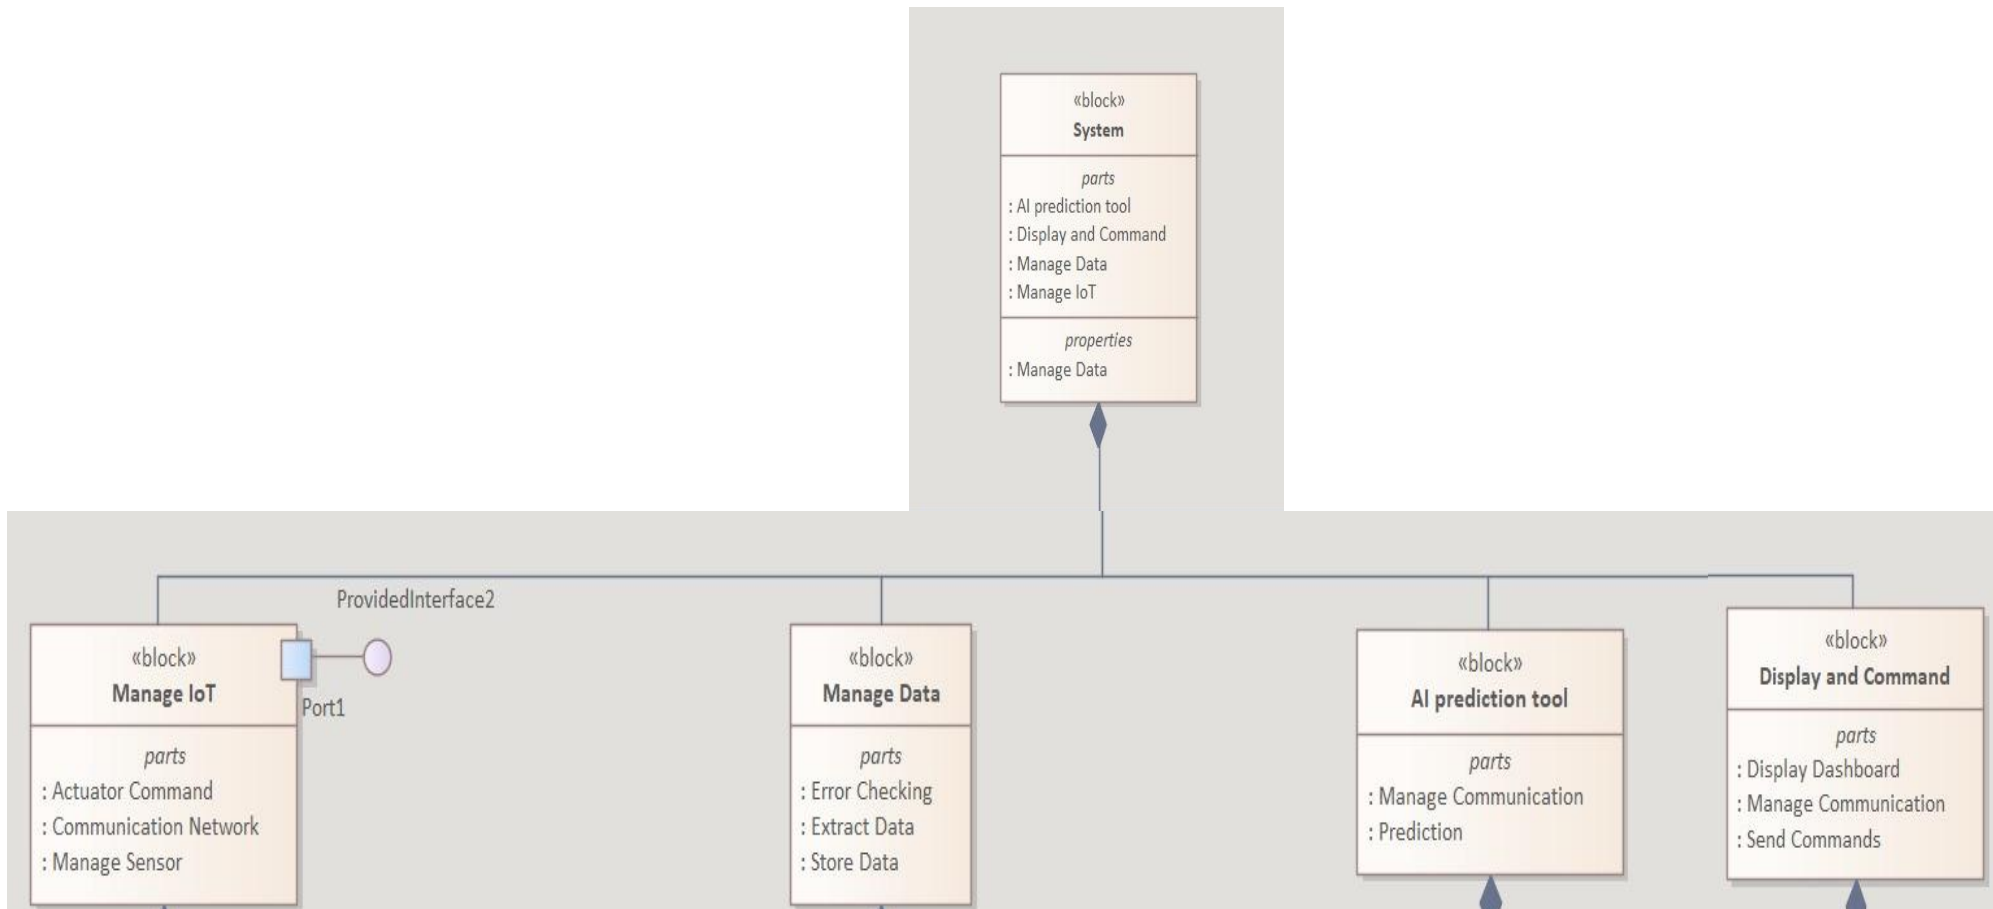 «block»
System
parts
: AI prediction tool
: Display and Command
: Manage Data
: Manage IoT
properties
: Manage Data
ProvidedInterface2
«block»
Manage IoT
Port1
parts
: Actuator Command
: Communication Network
: Manage Sensor
«block»
Manage Data
parts
: Error Checking
: Extract Data
: Store Data
«block»
AI prediction tool
parts
: Manage Communication
: Prediction
«block»
Display and Command
parts
: Display Dashboard
: Manage Communication
: Send Commands